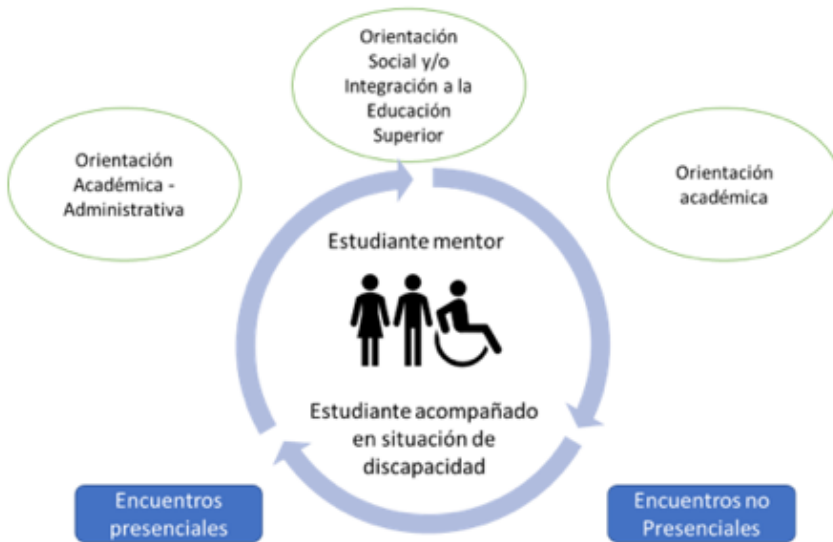 Orientación
Social y/o
Integración a la
Educación
Superior
Orientación
Académica -
Administrativa
Orientación
académica
Estudiante mentor
Estudiante acompañado
en situación de
discapacidad
Encuentros
presenciales
Encuentros no
Presenciales